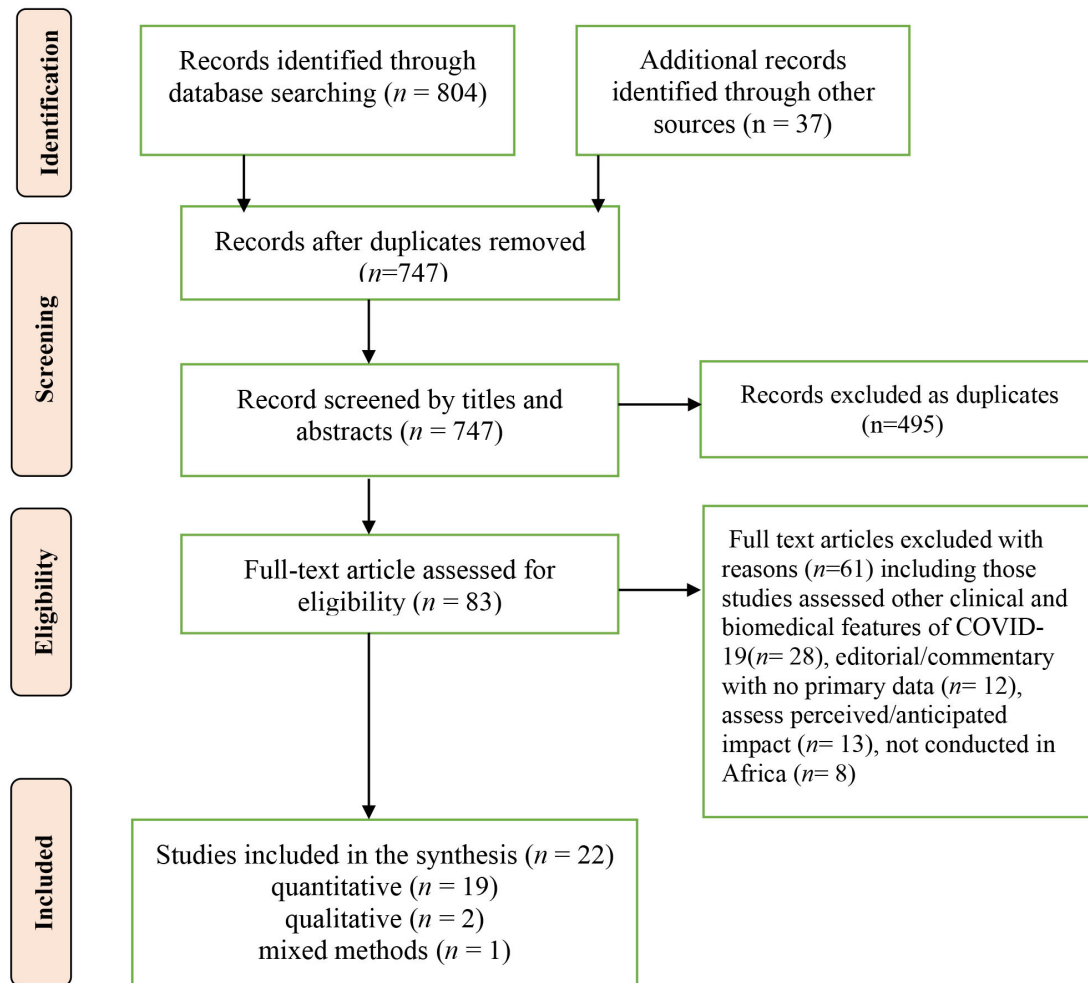 Identification
Records identified through
database searching (n = 804)
Additional records
identified through other
sources (n = 37)
Screening
Records after duplicates removed
(n=747)
Record screened by titles and
abstracts (n = 747)
Records excluded as duplicates
(n=495)
Eligibility
Full-text article assessed for
eligibility (n = 83)
Full text articles excluded with
reasons (n=61) including those
studies assessed other clinical and
biomedical features of COVID-
19(n= 28), editorial/commentary
with no primary data (n= 12),
assess perceived/anticipated
impact (n= 13), not conducted in
Africa (n= 8)
Included
Studies included in the synthesis (n = 22)
quantitative (n = 19)
qualitative (n = 2)
mixed methods (n = 1)